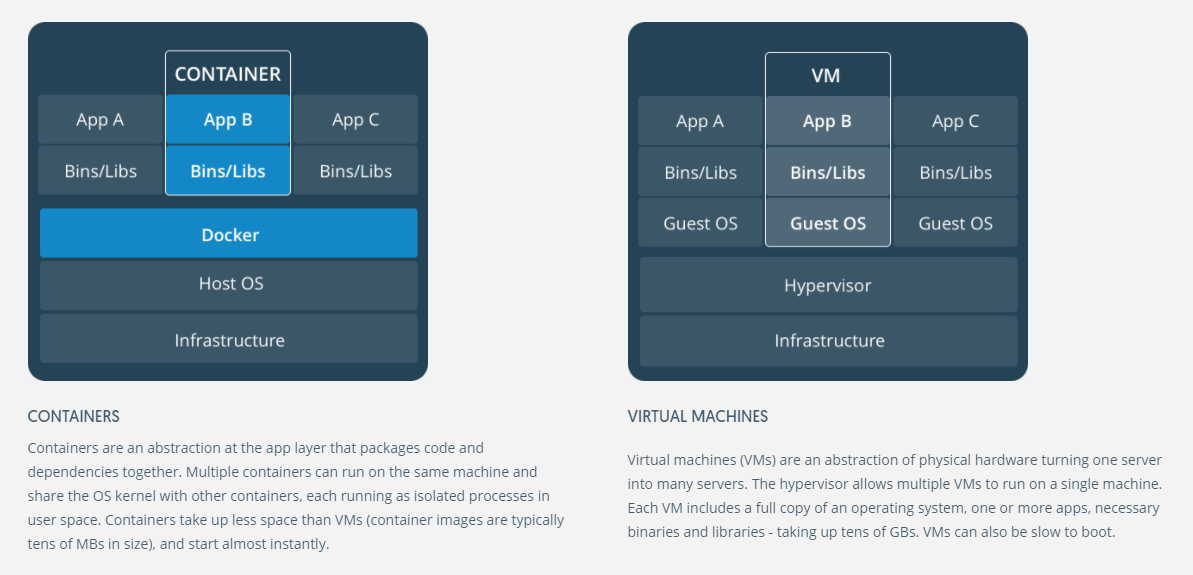 CONTAINER
App A App B App C
Bins/Libs Bins/Libs Bins/Libs
Docker
Host OS
Infrastructure
CONTAINERS
Containers are an abstraction at the app layer that packages code and
dependencies together. Multiple containers can run on the same machine and
share the OS kernel with other containers, each running as isolated processes in
user space. Containers take up less space than VMs (container images are typically
tens of MBs in size), and start almost instantly.
VM
App A App B App C
Bins/Libs Bins/Libs Bins/Libs
Guest OS Guest OS Guest OS
Hypervisor
Infrastructure
VIRTUAL MACHINES
Virtual machines (VMs) are an abstraction of physical hardware turning one server
into many servers. The hypervisor allows multiple VMs to run on a single machine.
Each VM includes a full copy of an operating system, one or more apps, necessary
binaries and libraries - taking up tens of GBs. VMs can also be slow to boot.